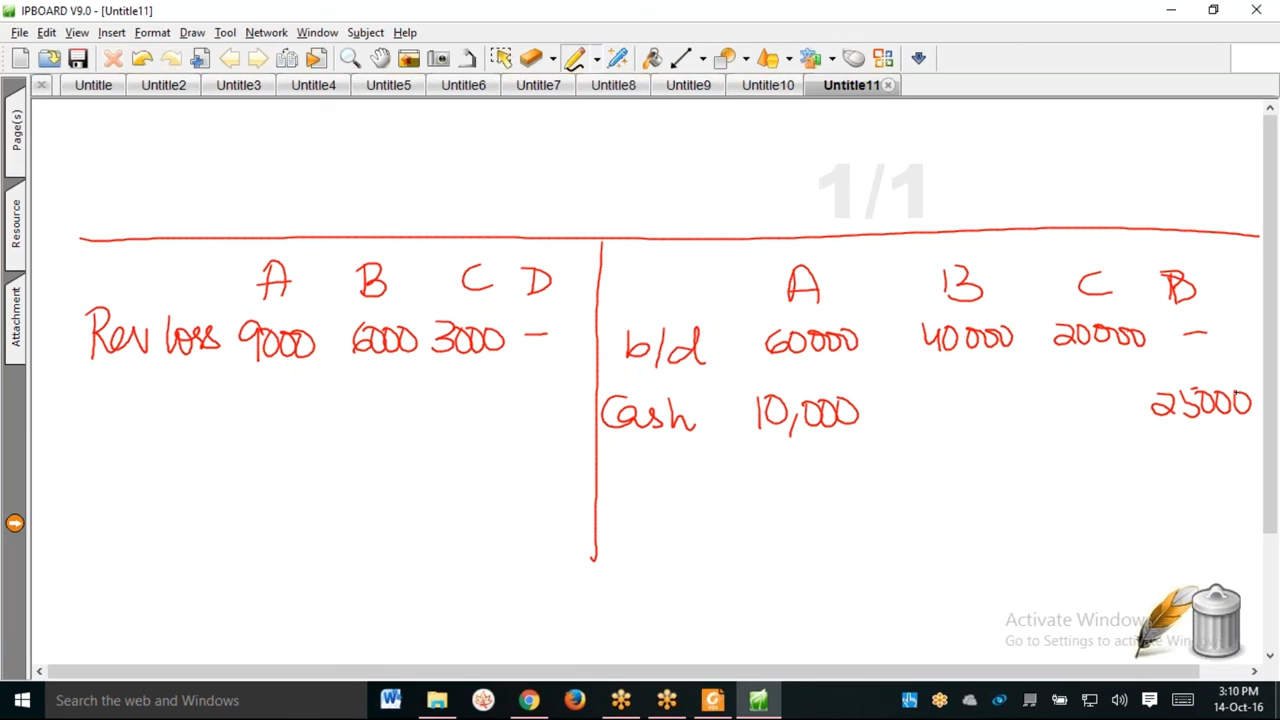 IPBOARD V9.0 - [Untitle11]
File Edit View Insert Format Draw Tool Network Window Subject Help
Untitle Untitle2 Untitle3 Untitle4 Untitle5 Untitle6 Untitle7 Untitle8 Untitle9 Untitle10 Untitle11
Page(s)
Resource
Attachment
1/1
A B C D A B C D
Rev loss 9000 6000 3000 - b/d 60000 40000 20000 -
Cash 10,000 25000
Activate Windows
Go to Settings to activate Windows.
Search the web and Windows
3:10 PM
14-Oct-16